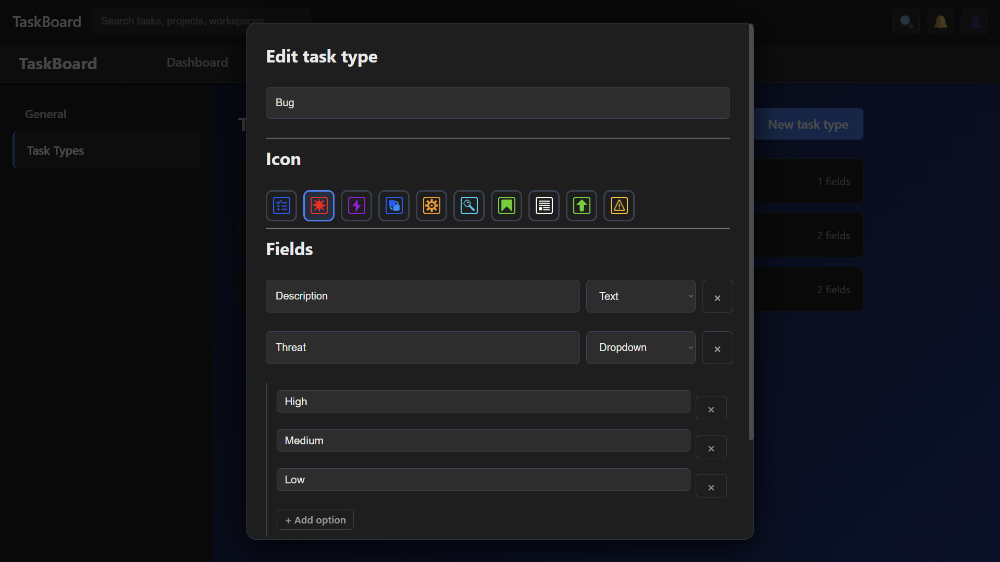 TaskBoard
Search tasks, projects, workspaces
TaskBoard
Dashboard
General
Task Types
New task type
1 fields
2 fields
2 fields
Edit task type
Bug
Icon
Fields
Description
Text
×
Threat
Dropdown
×
High
×
Medium
×
Low
×
+ Add option